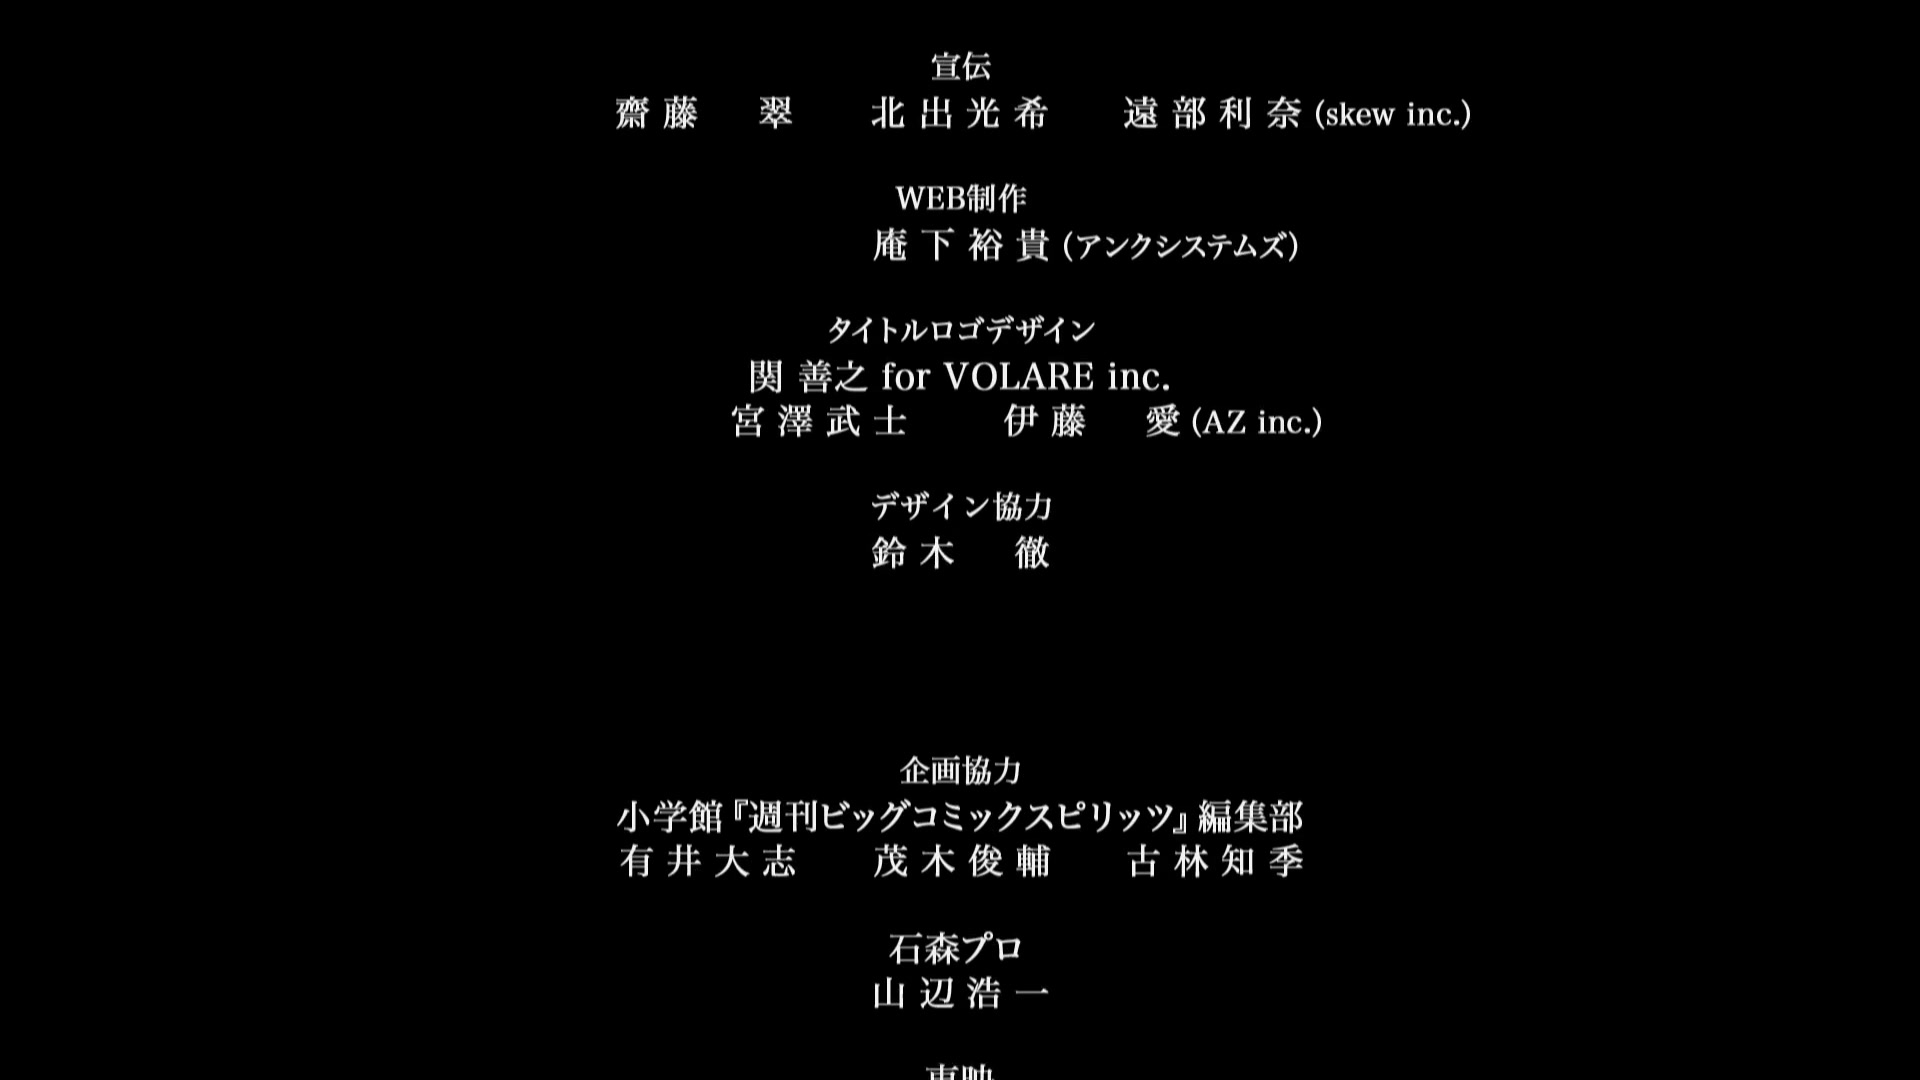 宣伝
齋藤 翠 北出光希 遠部利奈(skew inc.)
WEB制作
庵下裕貴(アンクシステムズ)
タイトルロゴデザイン
関 善之 for VOLARE inc.
宮澤武士 伊藤 愛(AZ inc.)
デザイン協力
鈴木 徹
企画協力
小学館『週刊ビッグコミックスピリッツ』編集部
有井大志 茂木俊輔 古林知季
石森プロ
山辺浩一
東映